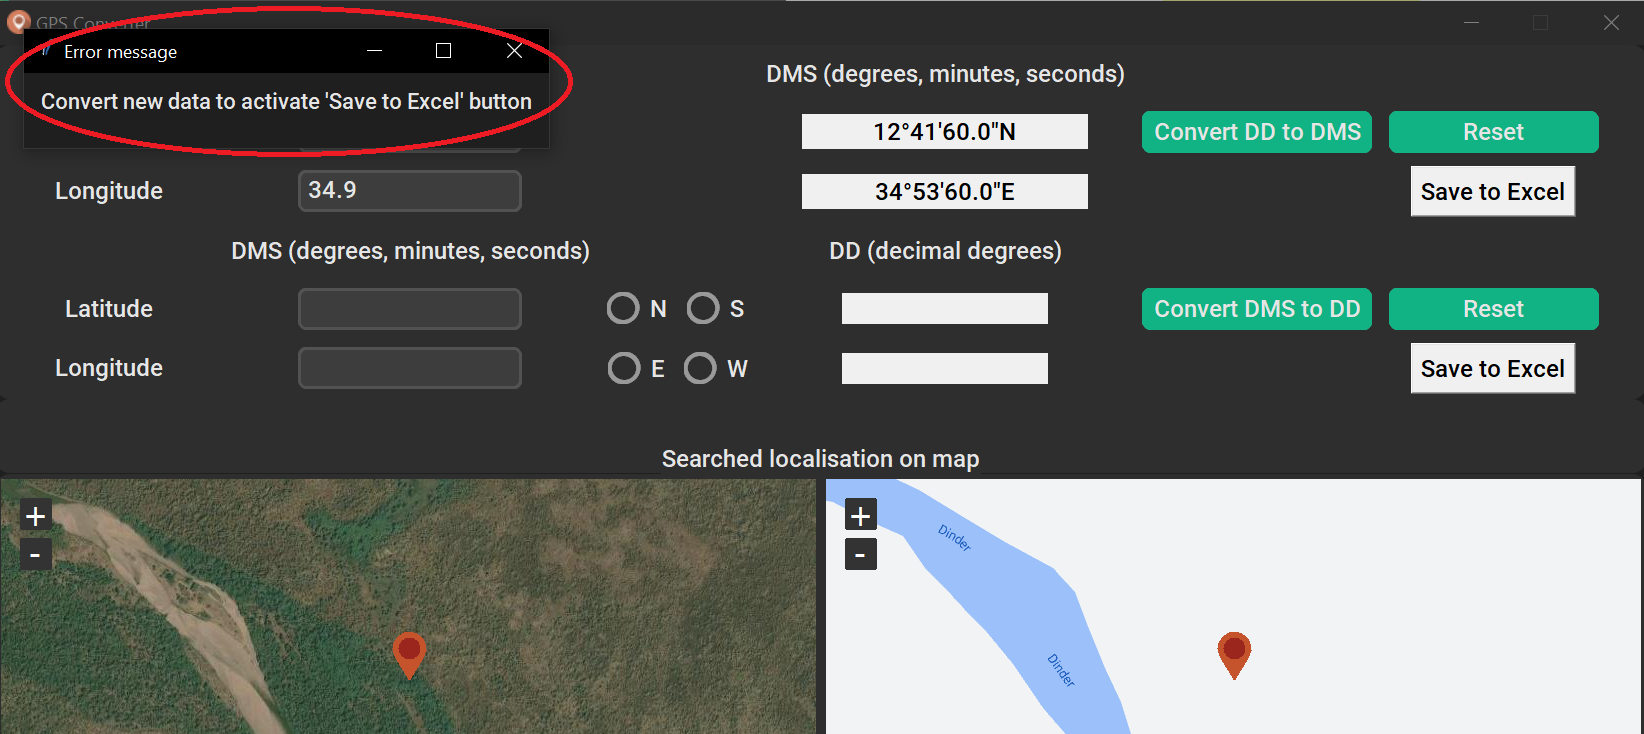 GPS Converter
Error message
Convert new data to activate 'Save to Excel' button
DMS (degrees, minutes, seconds)
12°41'60.0"N
Convert DD to DMS
Reset
Longitude
34.9
34°53'60.0"E
Save to Excel
DMS (degrees, minutes, seconds)
DD (decimal degrees)
Latitude
N
S
Convert DMS to DD
Reset
Longitude
E
W
Save to Excel
Searched localisation on map
+
-
+
-
Dinder
Dinder